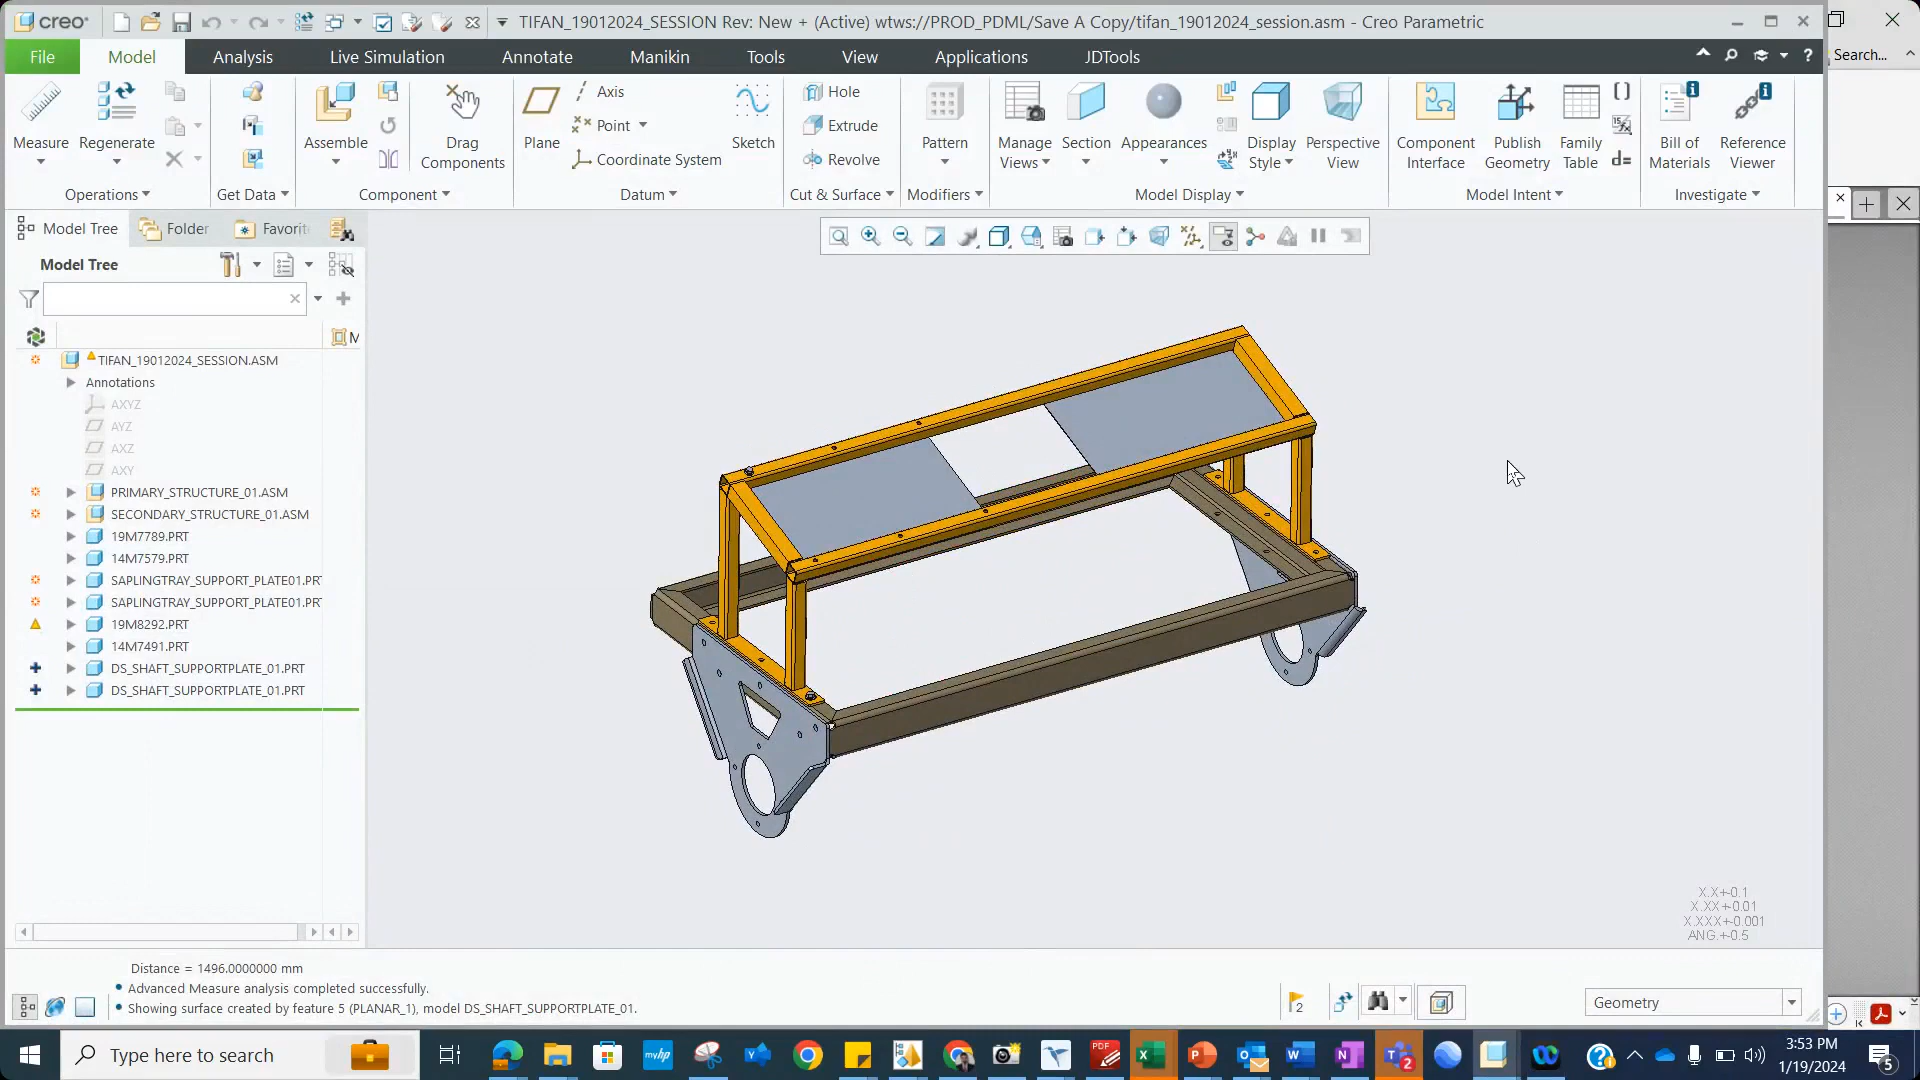 creo
TIFAN_19012024_SESSION Rev: New + (Active) wtws://PROD_PDML/Save A Copy/tifan_19012024_session.asm - Creo Parametric
File Model Analysis Live Simulation Annotate Manikin Tools View Applications JDTools
Search...
Measure Regenerate Assemble Drag Components Plane Axis Point Coordinate System Sketch
Hole Extrude Revolve Pattern Manage Views Section Appearances Display Style Perspective View
Component Interface Publish Geometry Family Table Bill of Materials Reference Viewer
Operations Get Data Component Datum Cut & Surface Modifiers Model Display Model Intent Investigate
Model Tree Folder Favorit
Model Tree
M
TIFAN_19012024_SESSION.ASM
Annotations
AXYZ
AYZ
AXZ
AXY
PRIMARY_STRUCTURE_01.ASM
SECONDARY_STRUCTURE_01.ASM
19M7789.PRT
14M7579.PRT
SAPLINGTRAY_SUPPORT_PLATE01.PRT
SAPLINGTRAY_SUPPORT_PLATE01.PRT
19M8292.PRT
14M7491.PRT
DS_SHAFT_SUPPORTPLATE_01.PRT
DS_SHAFT_SUPPORTPLATE_01.PRT
X.X+-0.1
X.XX+-0.01
X.XXX+-0.001
ANG.+-0.5
Distance = 1496.0000000 mm
Advanced Measure analysis completed successfully.
Showing surface created by feature 5 (PLANAR_1), model DS_SHAFT_SUPPORTPLATE_01.
2
Geometry
Type here to search
myhp
PDF
2
3:53 PM
1/19/2024
5